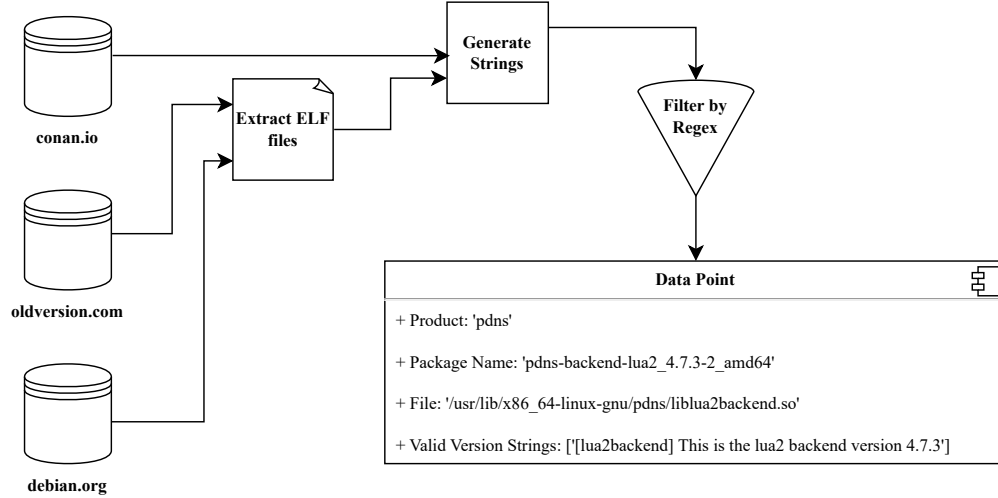 Generate
Strings
Extract ELF
files
Filter by
Regex
conan.io
oldversion.com
debian.org
Data Point
+ Product: 'pdns'
+ Package Name: 'pdns-backend-lua2_4.7.3-2_amd64'
+ File: '/usr/lib/x86_64-linux-gnu/pdns/liblua2backend.so'
+ Valid Version Strings: ['[lua2backend] This is the lua2 backend version 4.7.3']